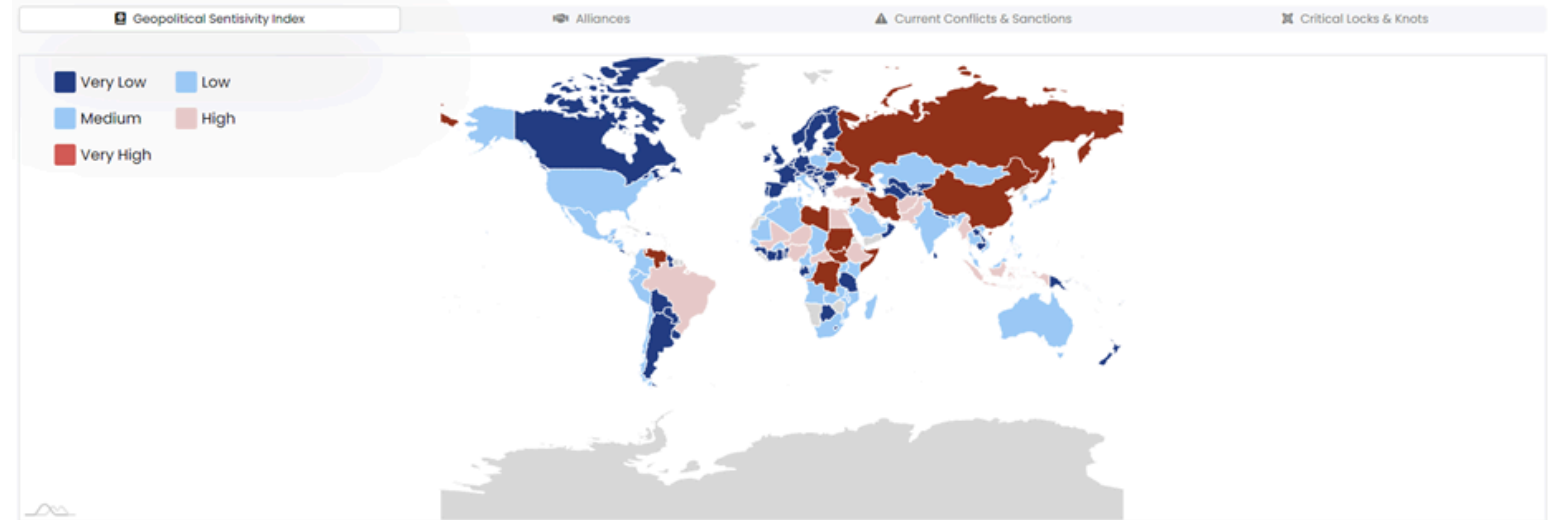 Geopolitical Sentisivity Index
Alliances
Current Conflicts & Sanctions
Critical Locks & Knots
Very Low
Low
Medium
High
Very High